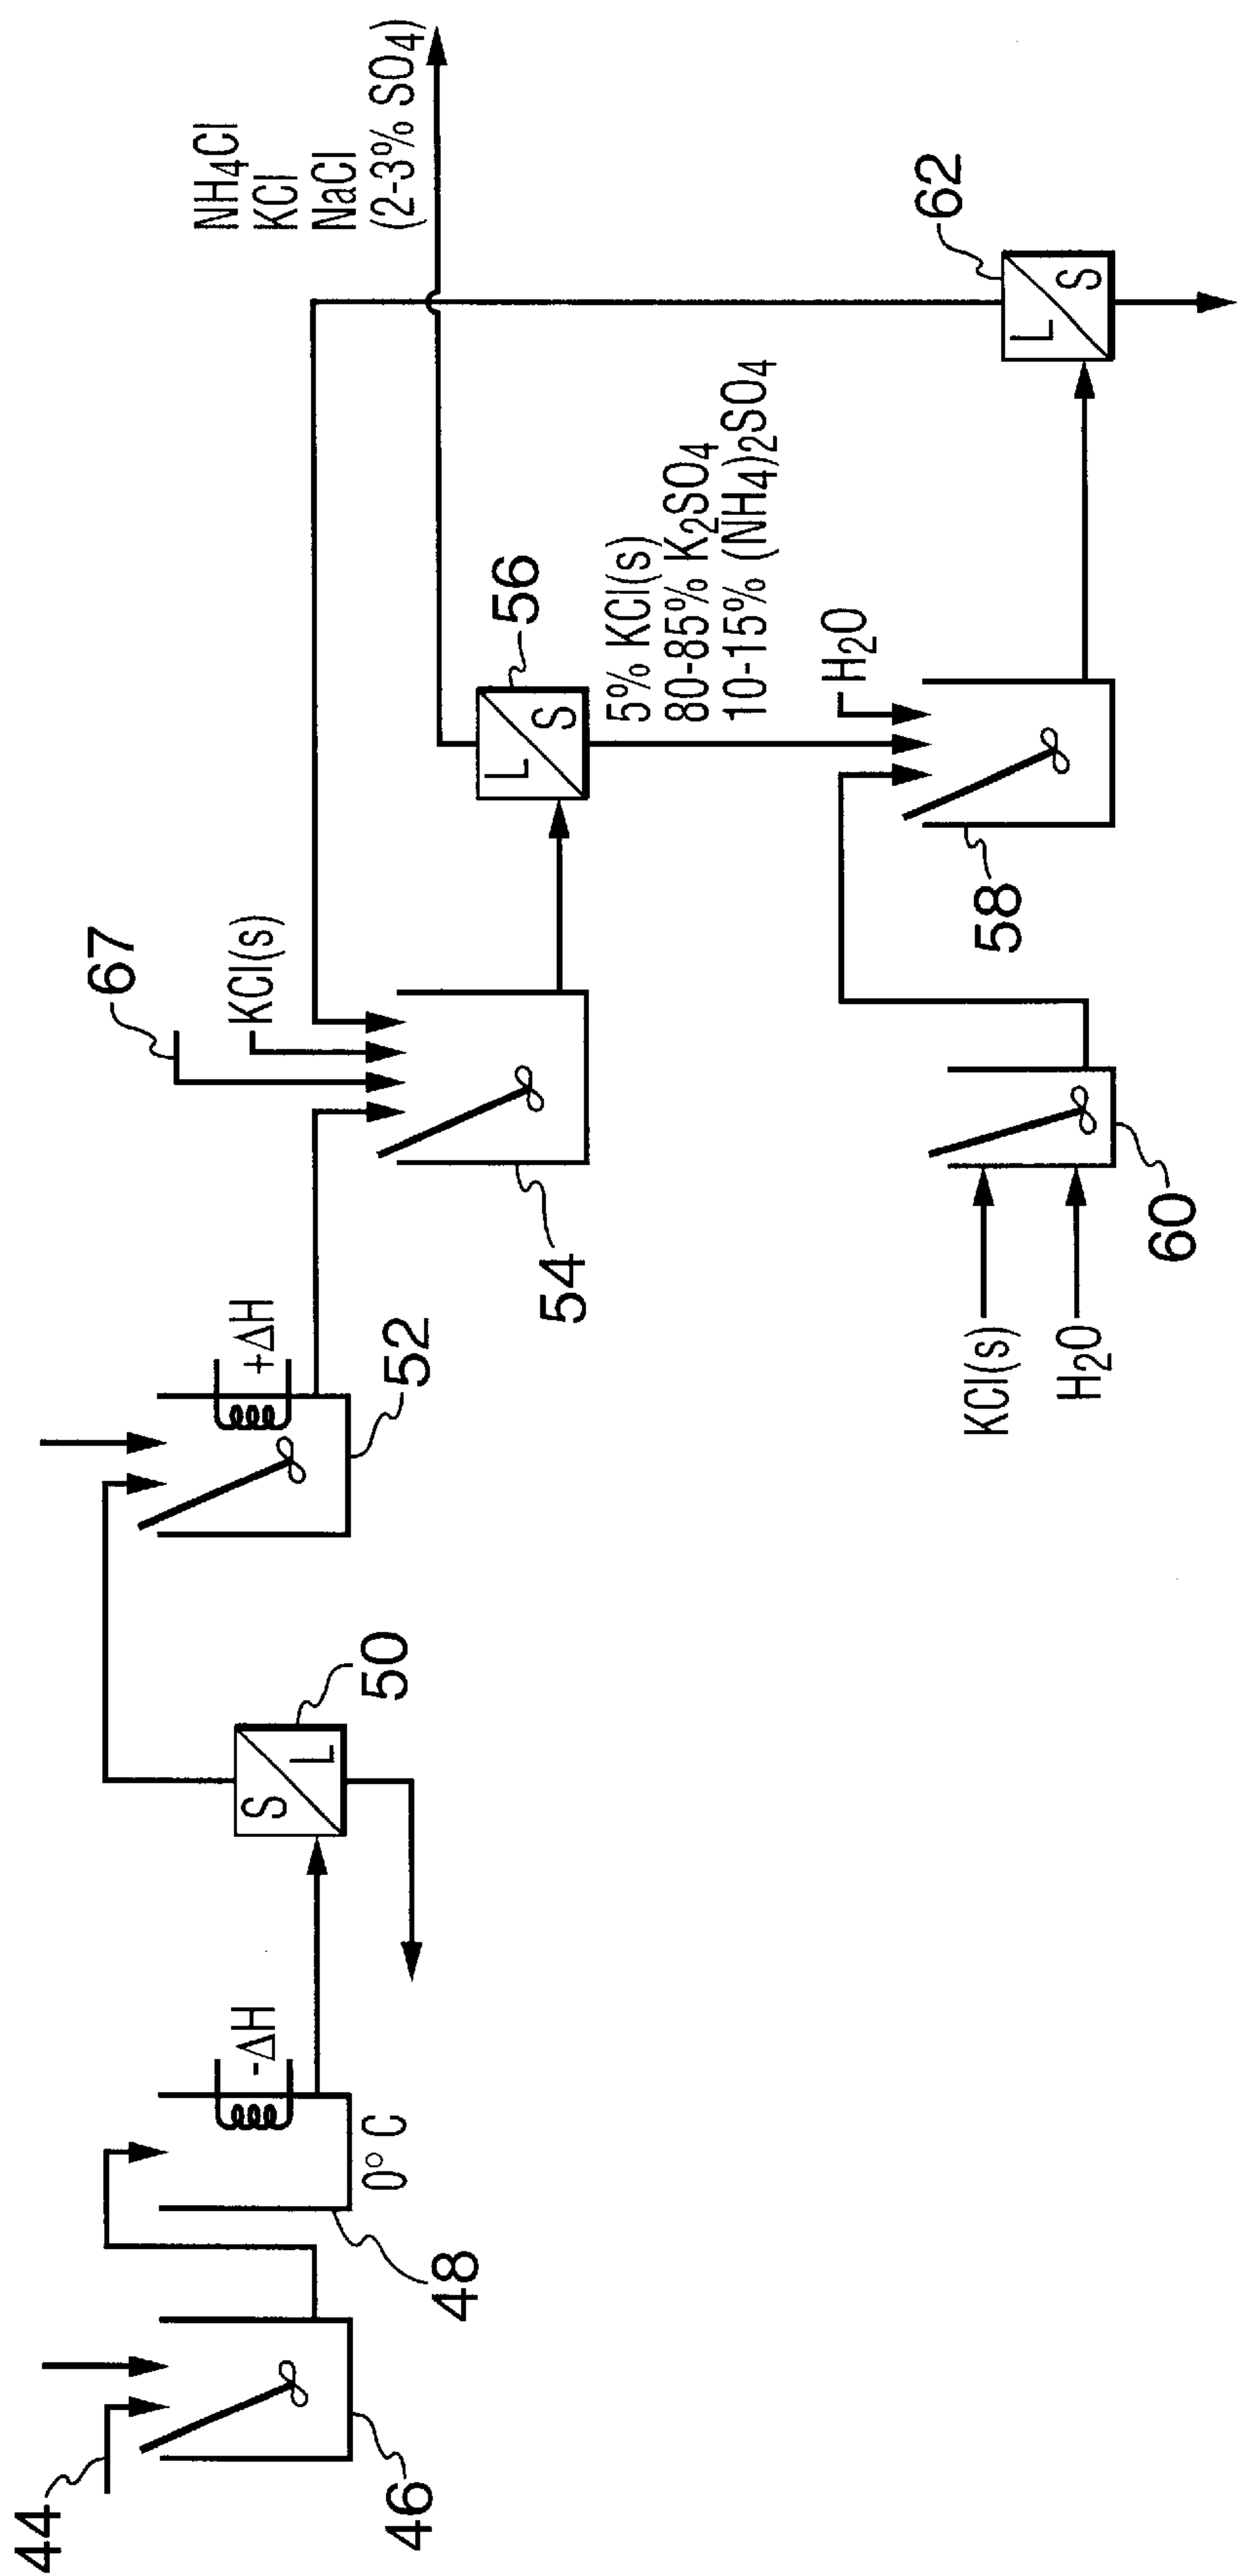 44
46
48
0° C
-ΔH
S
L
50
52
+ΔH
54
67
KCl(s)
L
S
56
NH4Cl
KCl
NaCl
(2-3% SO4)
5% KCl(s)
80-85% K2SO4
10-15% (NH4)2SO4
H2O
58
KCl(s)
H2O
60
L
S
62